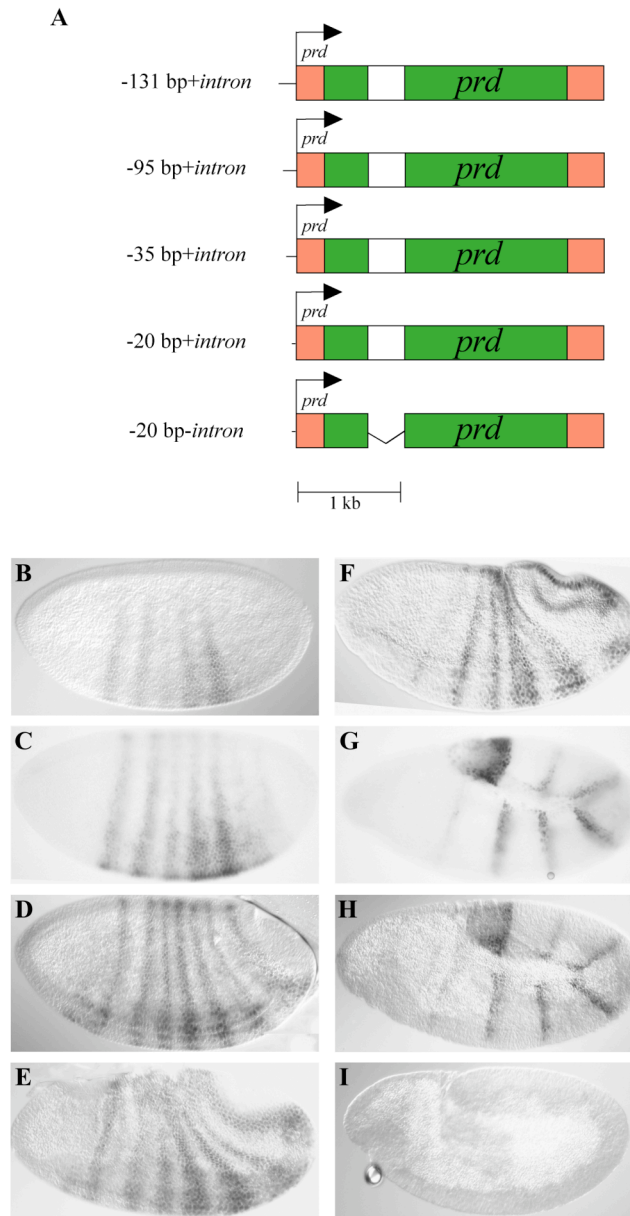 A
prd
-131 bp+intron
prd
prd
-95 bp+intron
prd
prd
-35 bp+intron
prd
prd
-20 bp+intron
prd
prd
-20 bp-intron
prd
1 kb
B
F
C
G
D
H
E
I